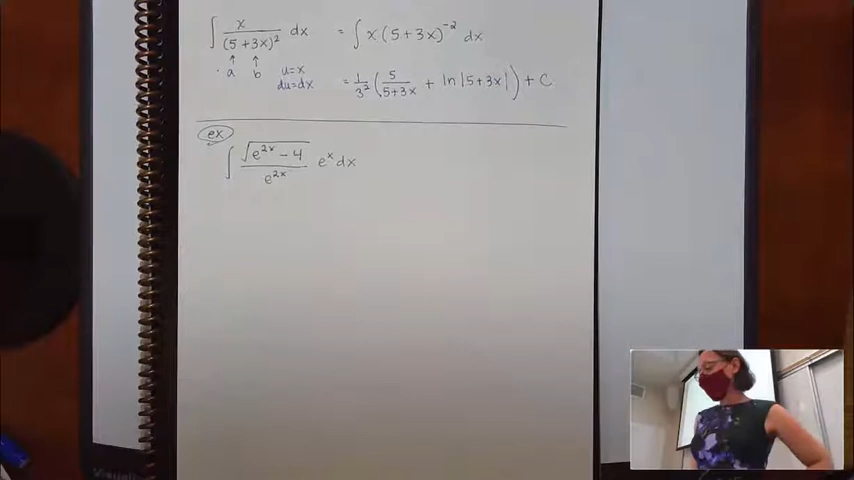 ∫ x/(5+3x)² dx = ∫ x(5+3x)⁻² dx
↑ a ↑ b u=x
du=dx = 1/3² (5/(5+3x) + ln|5+3x|) + C
ex
∫ √(e²ˣ − 4)/e²ˣ eˣ dx